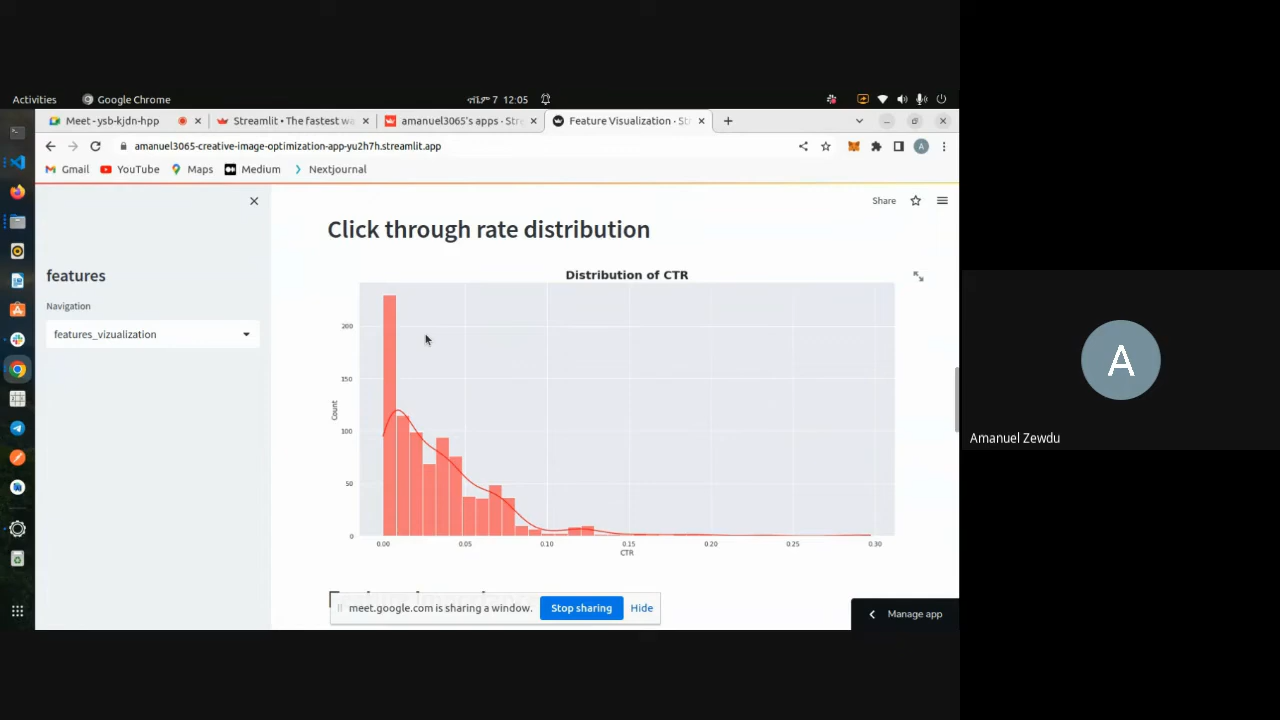 Activities
Google Chrome
12:05
Meet - ysb-kjdn-hpp
Streamlit • The fastest wa
amanuel3065's apps · Stre
Feature Visualization · Str
amanuel3065-creative-image-optimization-app-yu2h7h.streamlit.app
A
Gmail
YouTube
Maps
Medium
Nextjournal
Share
features
Navigation
features_vizualization
Click through rate distribution
Distribution of CTR
200
150
100
50
0
Count
0.00 0.05 0.10 0.15 0.20 0.25 0.30
CTR
meet.google.com is sharing a window.
Stop sharing
Hide
Manage app
A
Amanuel Zewdu